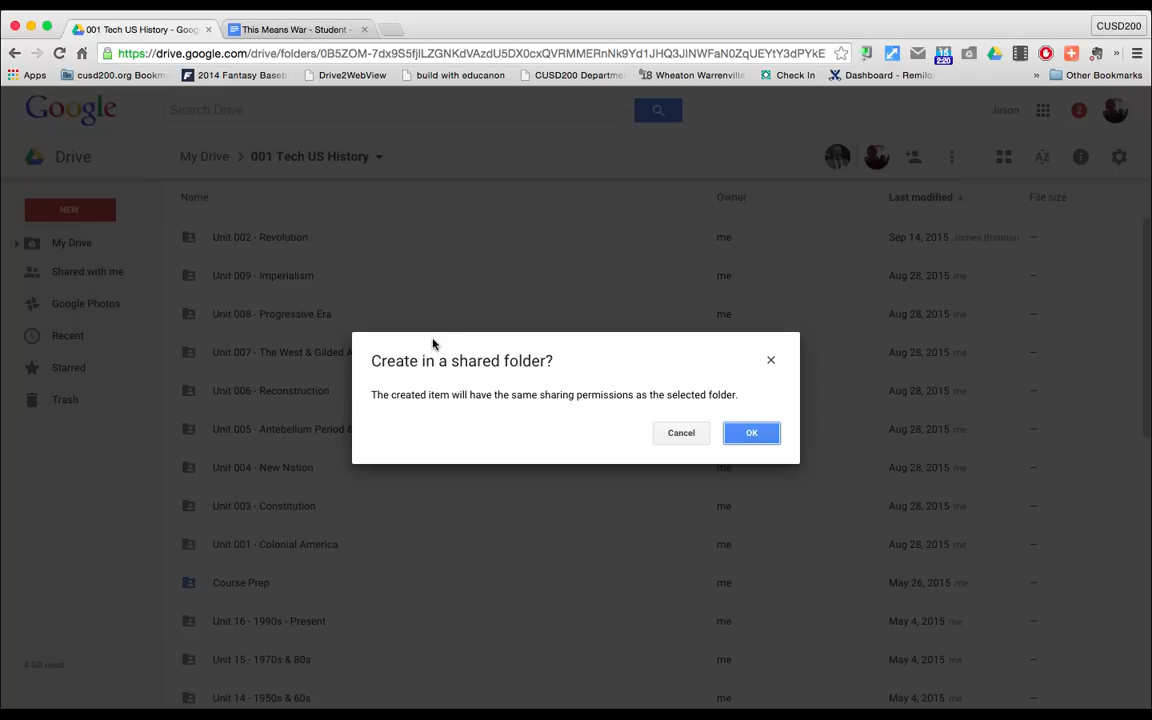 001 Tech US History - Goog
This Means War - Student -
CUSD200
https://drive.google.com/drive/folders/0B5ZOM-7dx9S5fjlLZGNKdVAzdU5DX0cxQVRMMERnNk9Yd1JHQ3JINWFaN0ZqUEYtY3dPYkE
15
2:20
Apps
cusd200.org Bookm
2014 Fantasy Baseb
Drive2WebView
build with educanon
CUSD200 Departme
Wheaton Warrenville
Check In
Dashboard - Remilo
»
Other Bookmarks
Google
Search Drive
Jason
2
Drive
My Drive > 001 Tech US History
AZ
NEW
My Drive
Shared with me
Google Photos
Recent
Starred
Trash
4 GB used
Name Owner Last modified File size
Unit 002 - Revolution me Sep 14, 2015 James Brennan —
Unit 009 - Imperialism me Aug 28, 2015 me —
Unit 008 - Progressive Era me Aug 28, 2015 me —
Unit 007 - The West & Gilded A Aug 28, 2015 me —
Unit 006 - Reconstruction Aug 28, 2015 me —
Unit 005 - Antebellum Period & Aug 28, 2015 me —
Unit 004 - New Nation me Aug 28, 2015 me —
Unit 003 - Constitution me Aug 28, 2015 me —
Unit 001 - Colonial America me Aug 28, 2015 me —
Course Prep me May 26, 2015 me —
Unit 16 - 1990s - Present me May 4, 2015 me —
Unit 15 - 1970s & 80s me May 4, 2015 me —
Unit 14 - 1950s & 60s me May 4, 2015 me —
Create in a shared folder?
The created item will have the same sharing permissions as the selected folder.
Cancel
OK